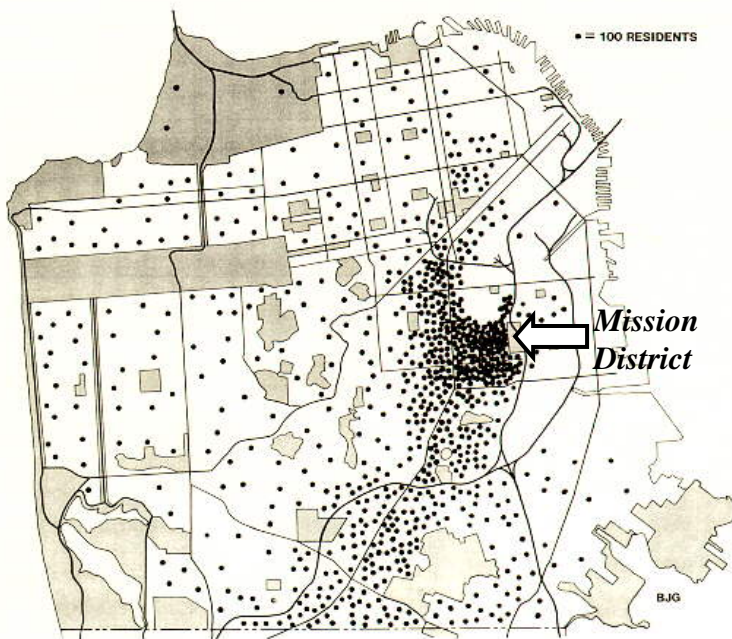 ● = 100 RESIDENTS
Mission
District
BJG